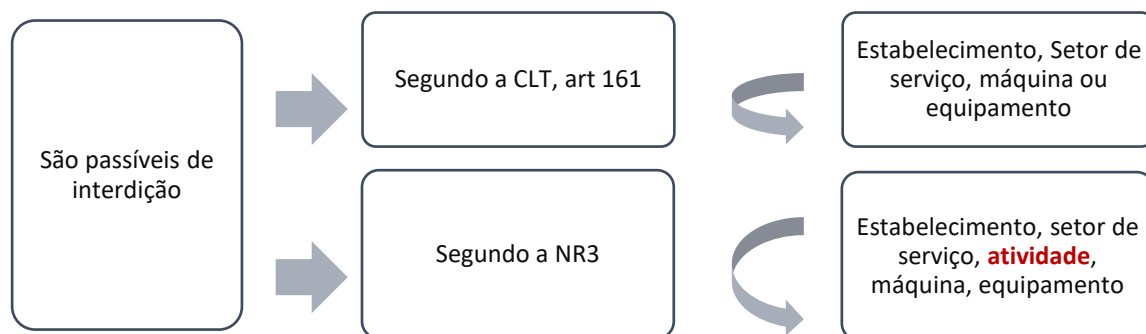 São passíveis de
interdição
Segundo a CLT, art 161
Estabelecimento, Setor de
serviço, máquina ou
equipamento
Segundo a NR3
Estabelecimento, setor de
serviço, atividade,
máquina, equipamento